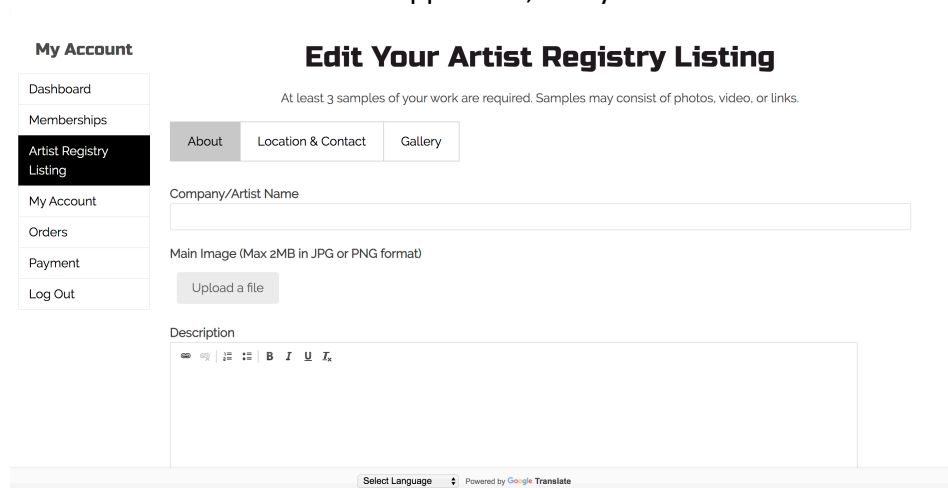 My Account
Dashboard
Memberships
Artist Registry
Listing
My Account
Orders
Payment
Log Out
Edit Your Artist Registry Listing
At least 3 samples of your work are required. Samples may consist of photos, video, or links.
About Location & Contact Gallery
Company/Artist Name
Main Image (Max 2MB in JPG or PNG format)
Upload a file
Description
B I U Tx
Select Language Powered by Google Translate